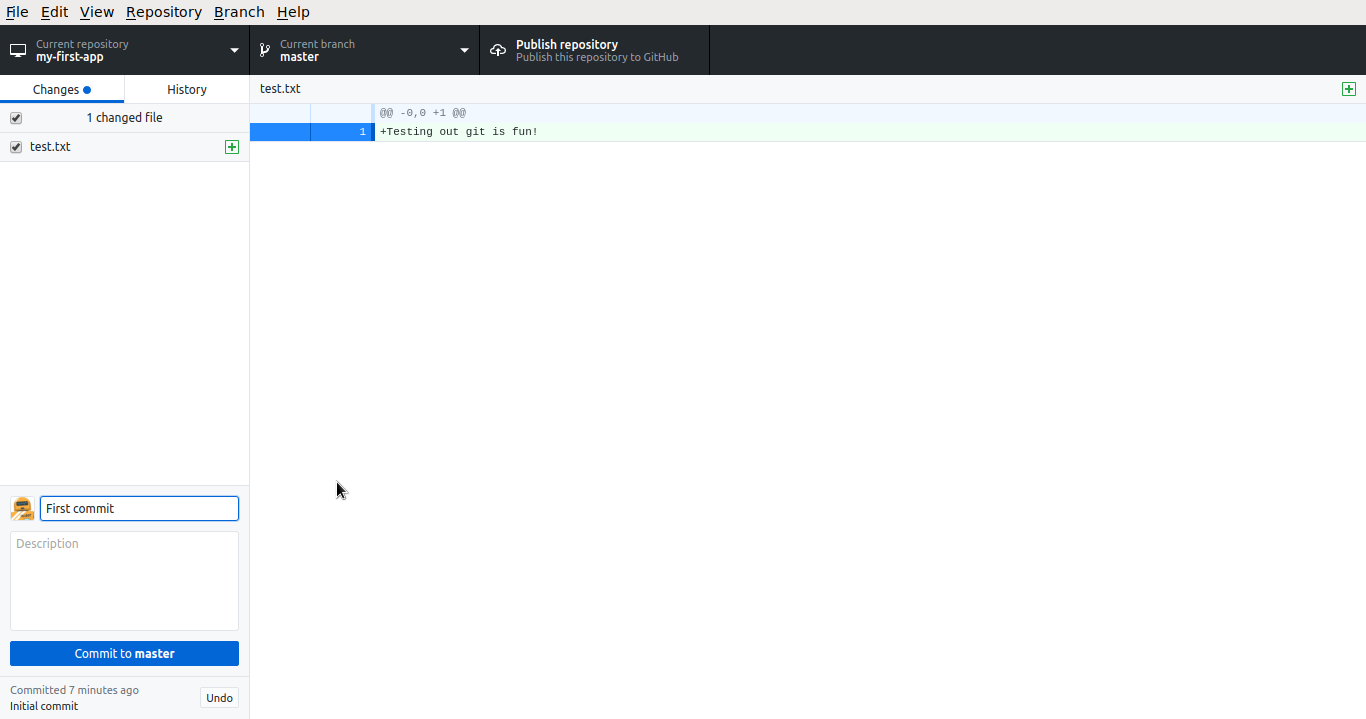 File Edit View Repository Branch Help
Current repository
my-first-app
Current branch
master
Publish repository
Publish this repository to GitHub
Changes
History
test.txt
1 changed file
test.txt
@@ -0,0 +1 @@
1 +Testing out git is fun!
First commit
Description
Commit to master
Committed 7 minutes ago
Initial commit
Undo